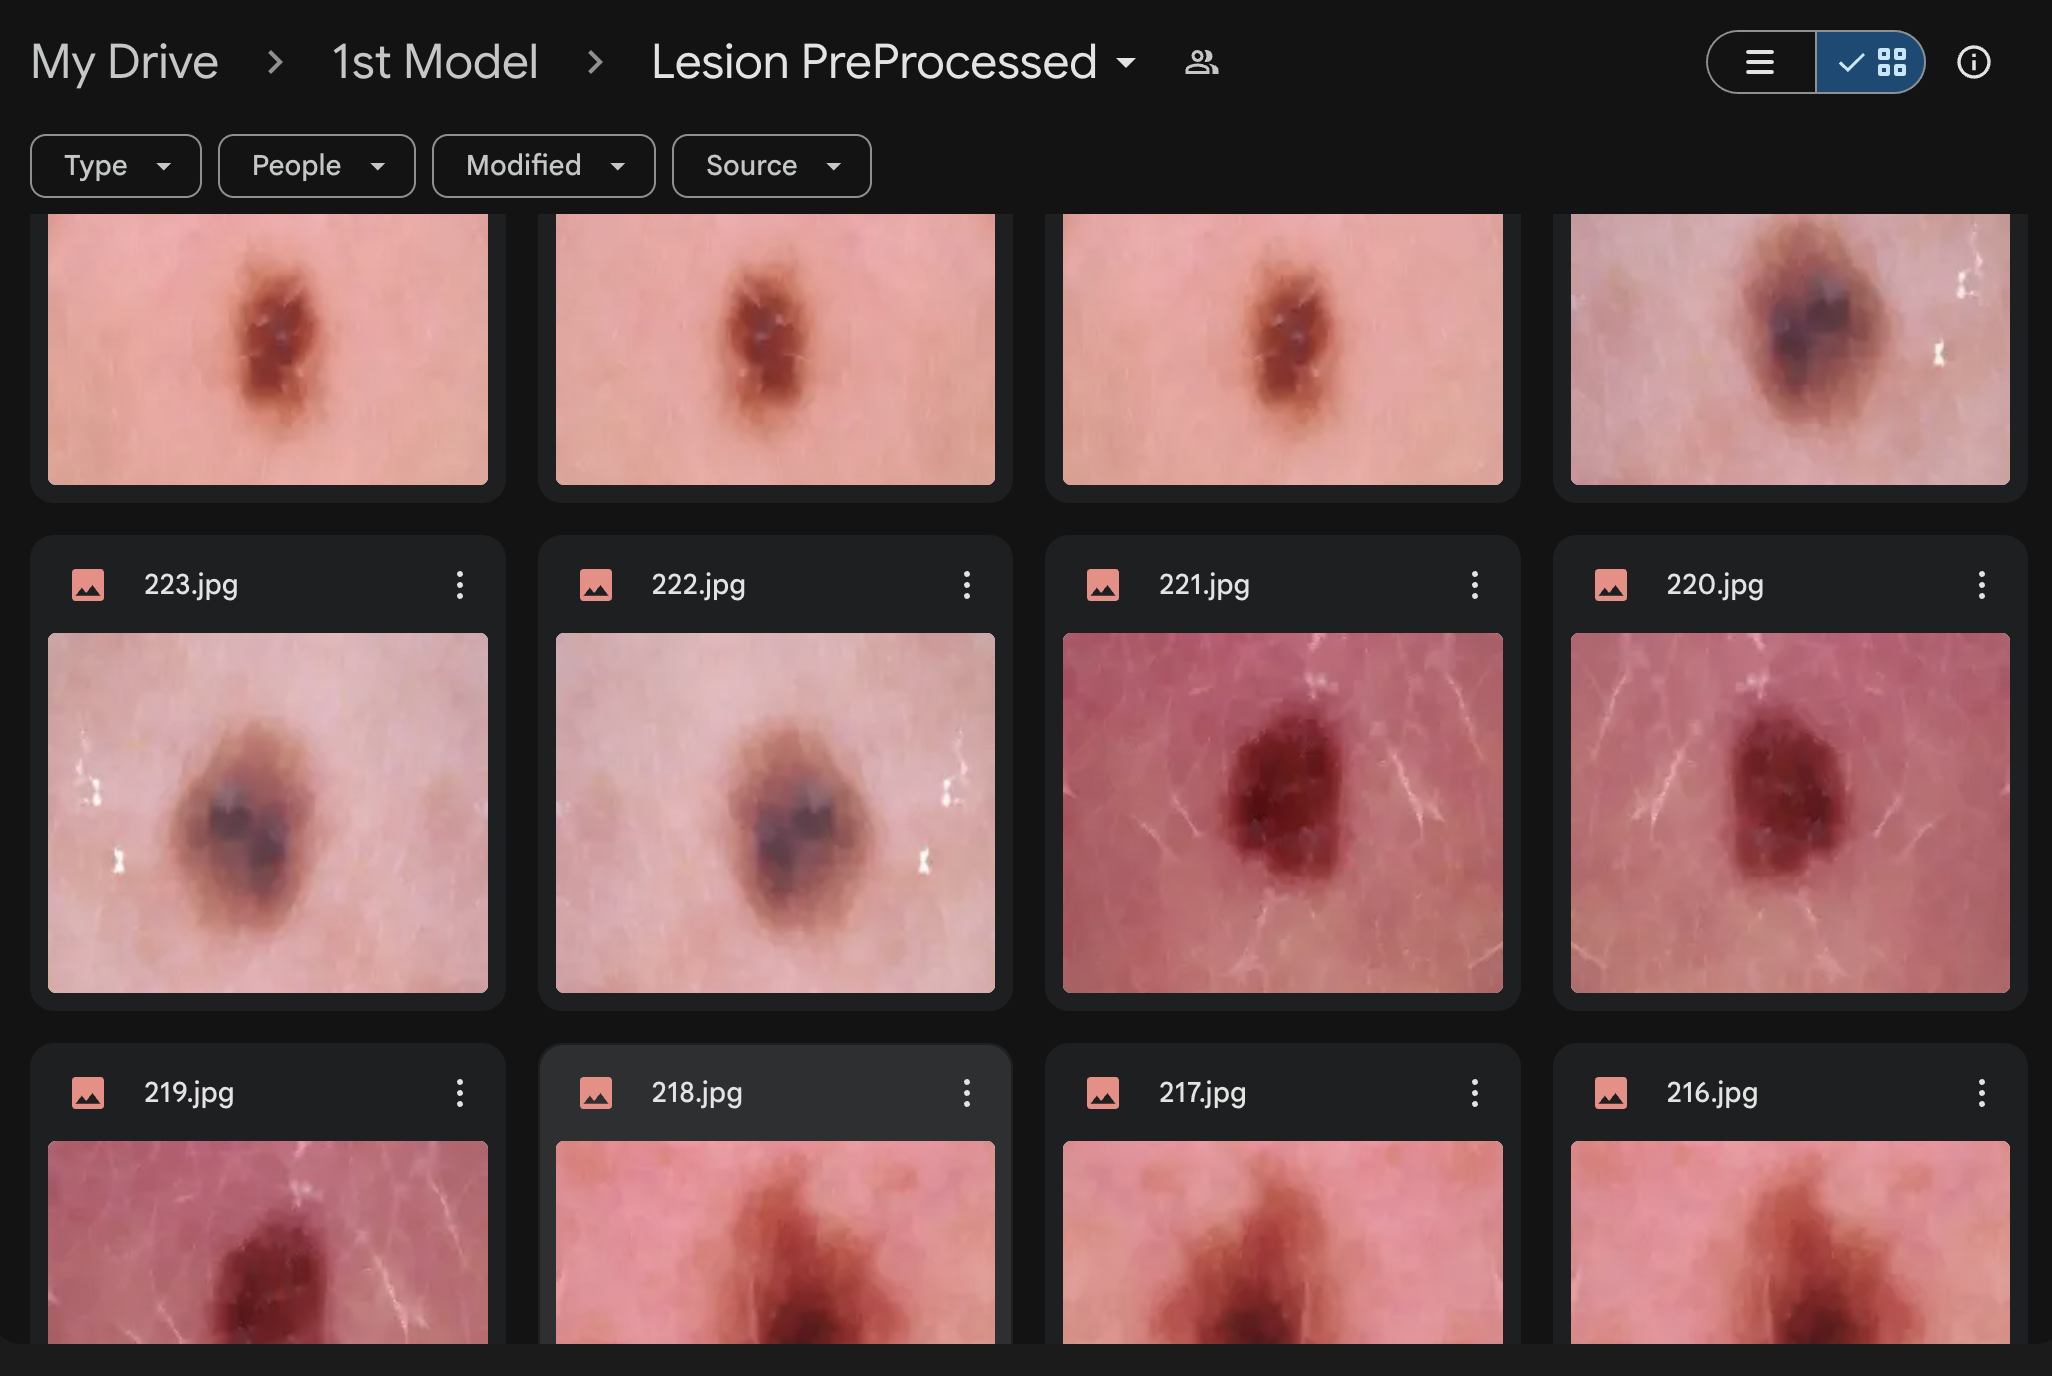 My Drive > 1st Model > Lesion PreProcessed
Type People Modified Source
223.jpg 222.jpg 221.jpg 220.jpg
219.jpg 218.jpg 217.jpg 216.jpg